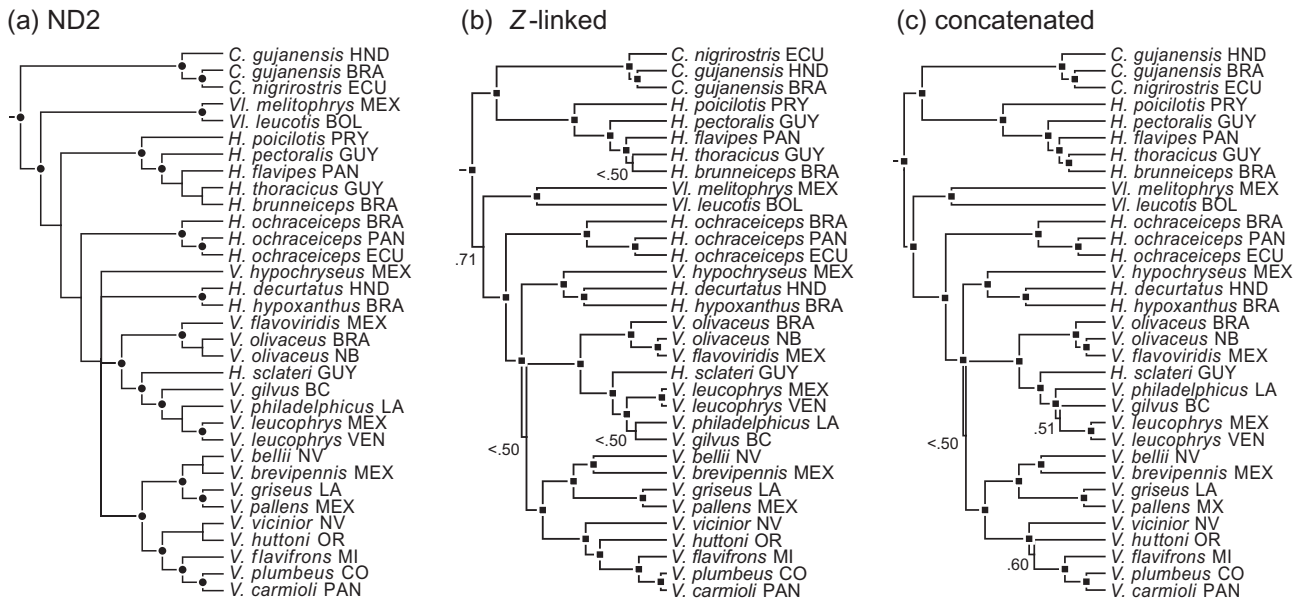 (a) ND2
C. gujanensis HND
C. gujanensis BRA
C. nigrirostris ECU
Vl. melitophrys MEX
Vl. leucotis BOL
H. poicilotis PRY
H. pectoralis GUY
H. flavipes PAN
H. thoracicus GUY
H. brunneiceps BRA
H. ochraceiceps BRA
H. ochraceiceps PAN
H. ochraceiceps ECU
V. hypochryseus MEX
H. decurtatus HND
H. hypoxanthus BRA
V. flavoviridis MEX
V. olivaceus BRA
V. olivaceus NB
H. sclateri GUY
V. gilvus BC
V. philadelphicus LA
V. leucophrys MEX
V. leucophrys VEN
V. bellii NV
V. brevipennis MEX
V. griseus LA
V. pallens MEX
V. vicinior NV
V. huttoni OR
V. flavifrons MI
V. plumbeus CO
V. carmioli PAN
(b) Z-linked
C. nigrirostris ECU
C. gujanensis HND
C. gujanensis BRA
H. poicilotis PRY
H. pectoralis GUY
H. flavipes PAN
H. thoracicus GUY
H. brunneiceps BRA
<.50
Vl. melitophrys MEX
Vl. leucotis BOL
H. ochraceiceps BRA
H. ochraceiceps PAN
H. ochraceiceps ECU
.71
V. hypochryseus MEX
H. decurtatus HND
H. hypoxanthus BRA
V. olivaceus BRA
V. olivaceus NB
V. flavoviridis MEX
H. sclateri GUY
V. leucophrys MEX
V. leucophrys VEN
V. philadelphicus LA
V. gilvus BC
<.50
<.50
V. bellii NV
V. brevipennis MEX
V. griseus LA
V. pallens MEX
V. vicinior NV
V. huttoni OR
V. flavifrons MI
V. plumbeus CO
V. carmioli PAN
(c) concatenated
C. gujanensis HND
C. gujanensis BRA
C. nigrirostris ECU
H. poicilotis PRY
H. pectoralis GUY
H. flavipes PAN
H. thoracicus GUY
H. brunneiceps BRA
Vl. melitophrys MEX
Vl. leucotis BOL
H. ochraceiceps BRA
H. ochraceiceps PAN
H. ochraceiceps ECU
V. hypochryseus MEX
H. decurtatus HND
H. hypoxanthus BRA
V. olivaceus BRA
V. olivaceus NB
V. flavoviridis MEX
H. sclateri GUY
V. philadelphicus LA
V. gilvus BC
V. leucophrys MEX
V. leucophrys VEN
.51
<.50
V. bellii NV
V. brevipennis MEX
V. griseus LA
V. pallens MX
V. vicinior NV
V. huttoni OR
V. flavifrons MI
.60
V. plumbeus CO
V. carmioli PAN